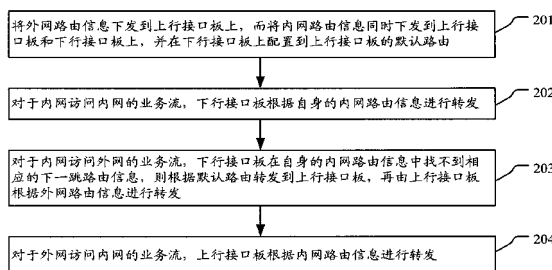 将外网路由信息下发到上行接口板上，而将内网路由信息同时下发到上行接口
板和下行接口板上，并在下行接口板上配置到上行接口板的默认路由
201
对于内网访问内网的业务流，下行接口板根据自身的内网路由信息进行转发
202
对于内网访问外网的业务流，下行接口板在自身的内网路由信息中找不到相
应的下一跳路由信息，则根据默认路由转发到上行接口板，再由上行接口板
根据外网路由信息进行转发
203
对于外网访问内网的业务流，上行接口板根据内网路由信息进行转发
204